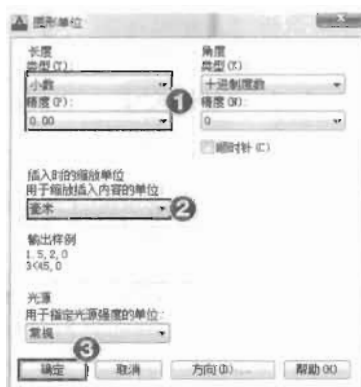 图形单位
长度
类型(T):
小数
精度(P):
0.00
1
角度
类型(Y):
十进制度数
精度(N):
0
顺时针(C)
插入时的缩放单位
用于缩放插入内容的单位:
毫米
2
输出样例
1.5,2,0
3<45,0
光源
用于指定光源强度的单位:
常规
3
确定
取消
方向(D)...
帮助(H)